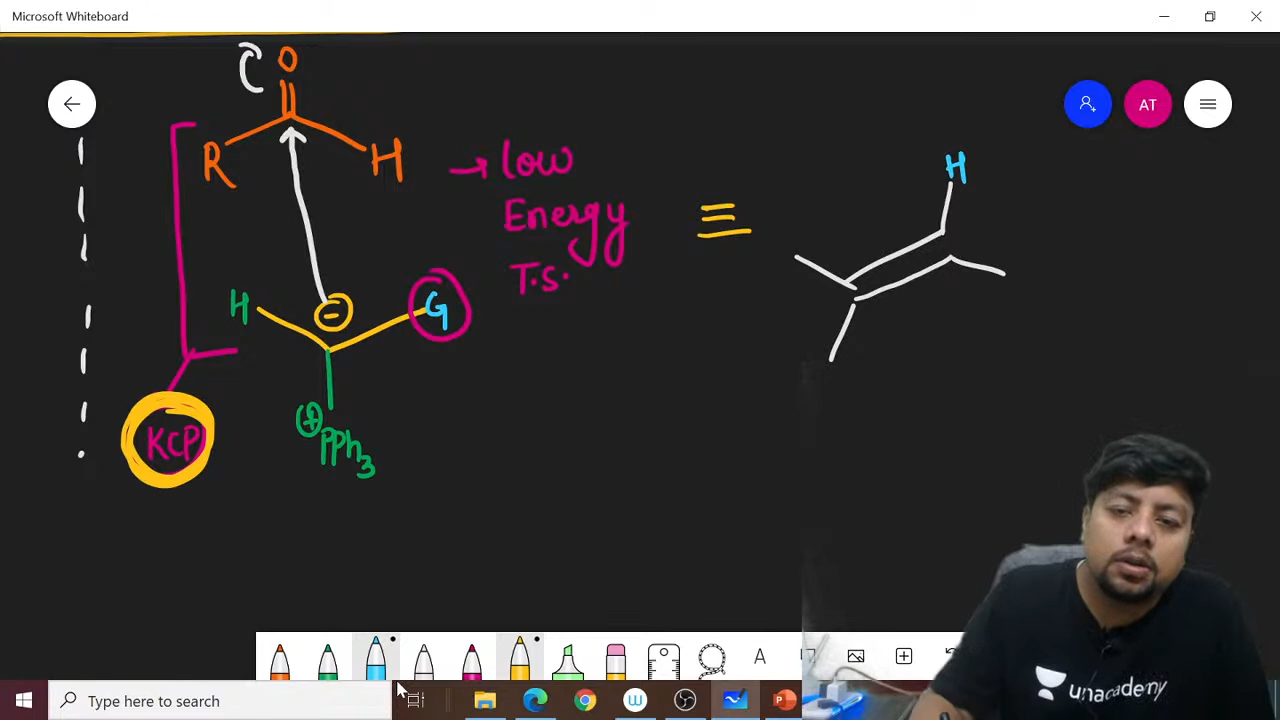 Microsoft Whiteboard
O
R
H
→ low
Energy
T.S.
H
⊖
G
⊕
PPh3
KCP
≡
H
AT
A
Type here to search
unacademy